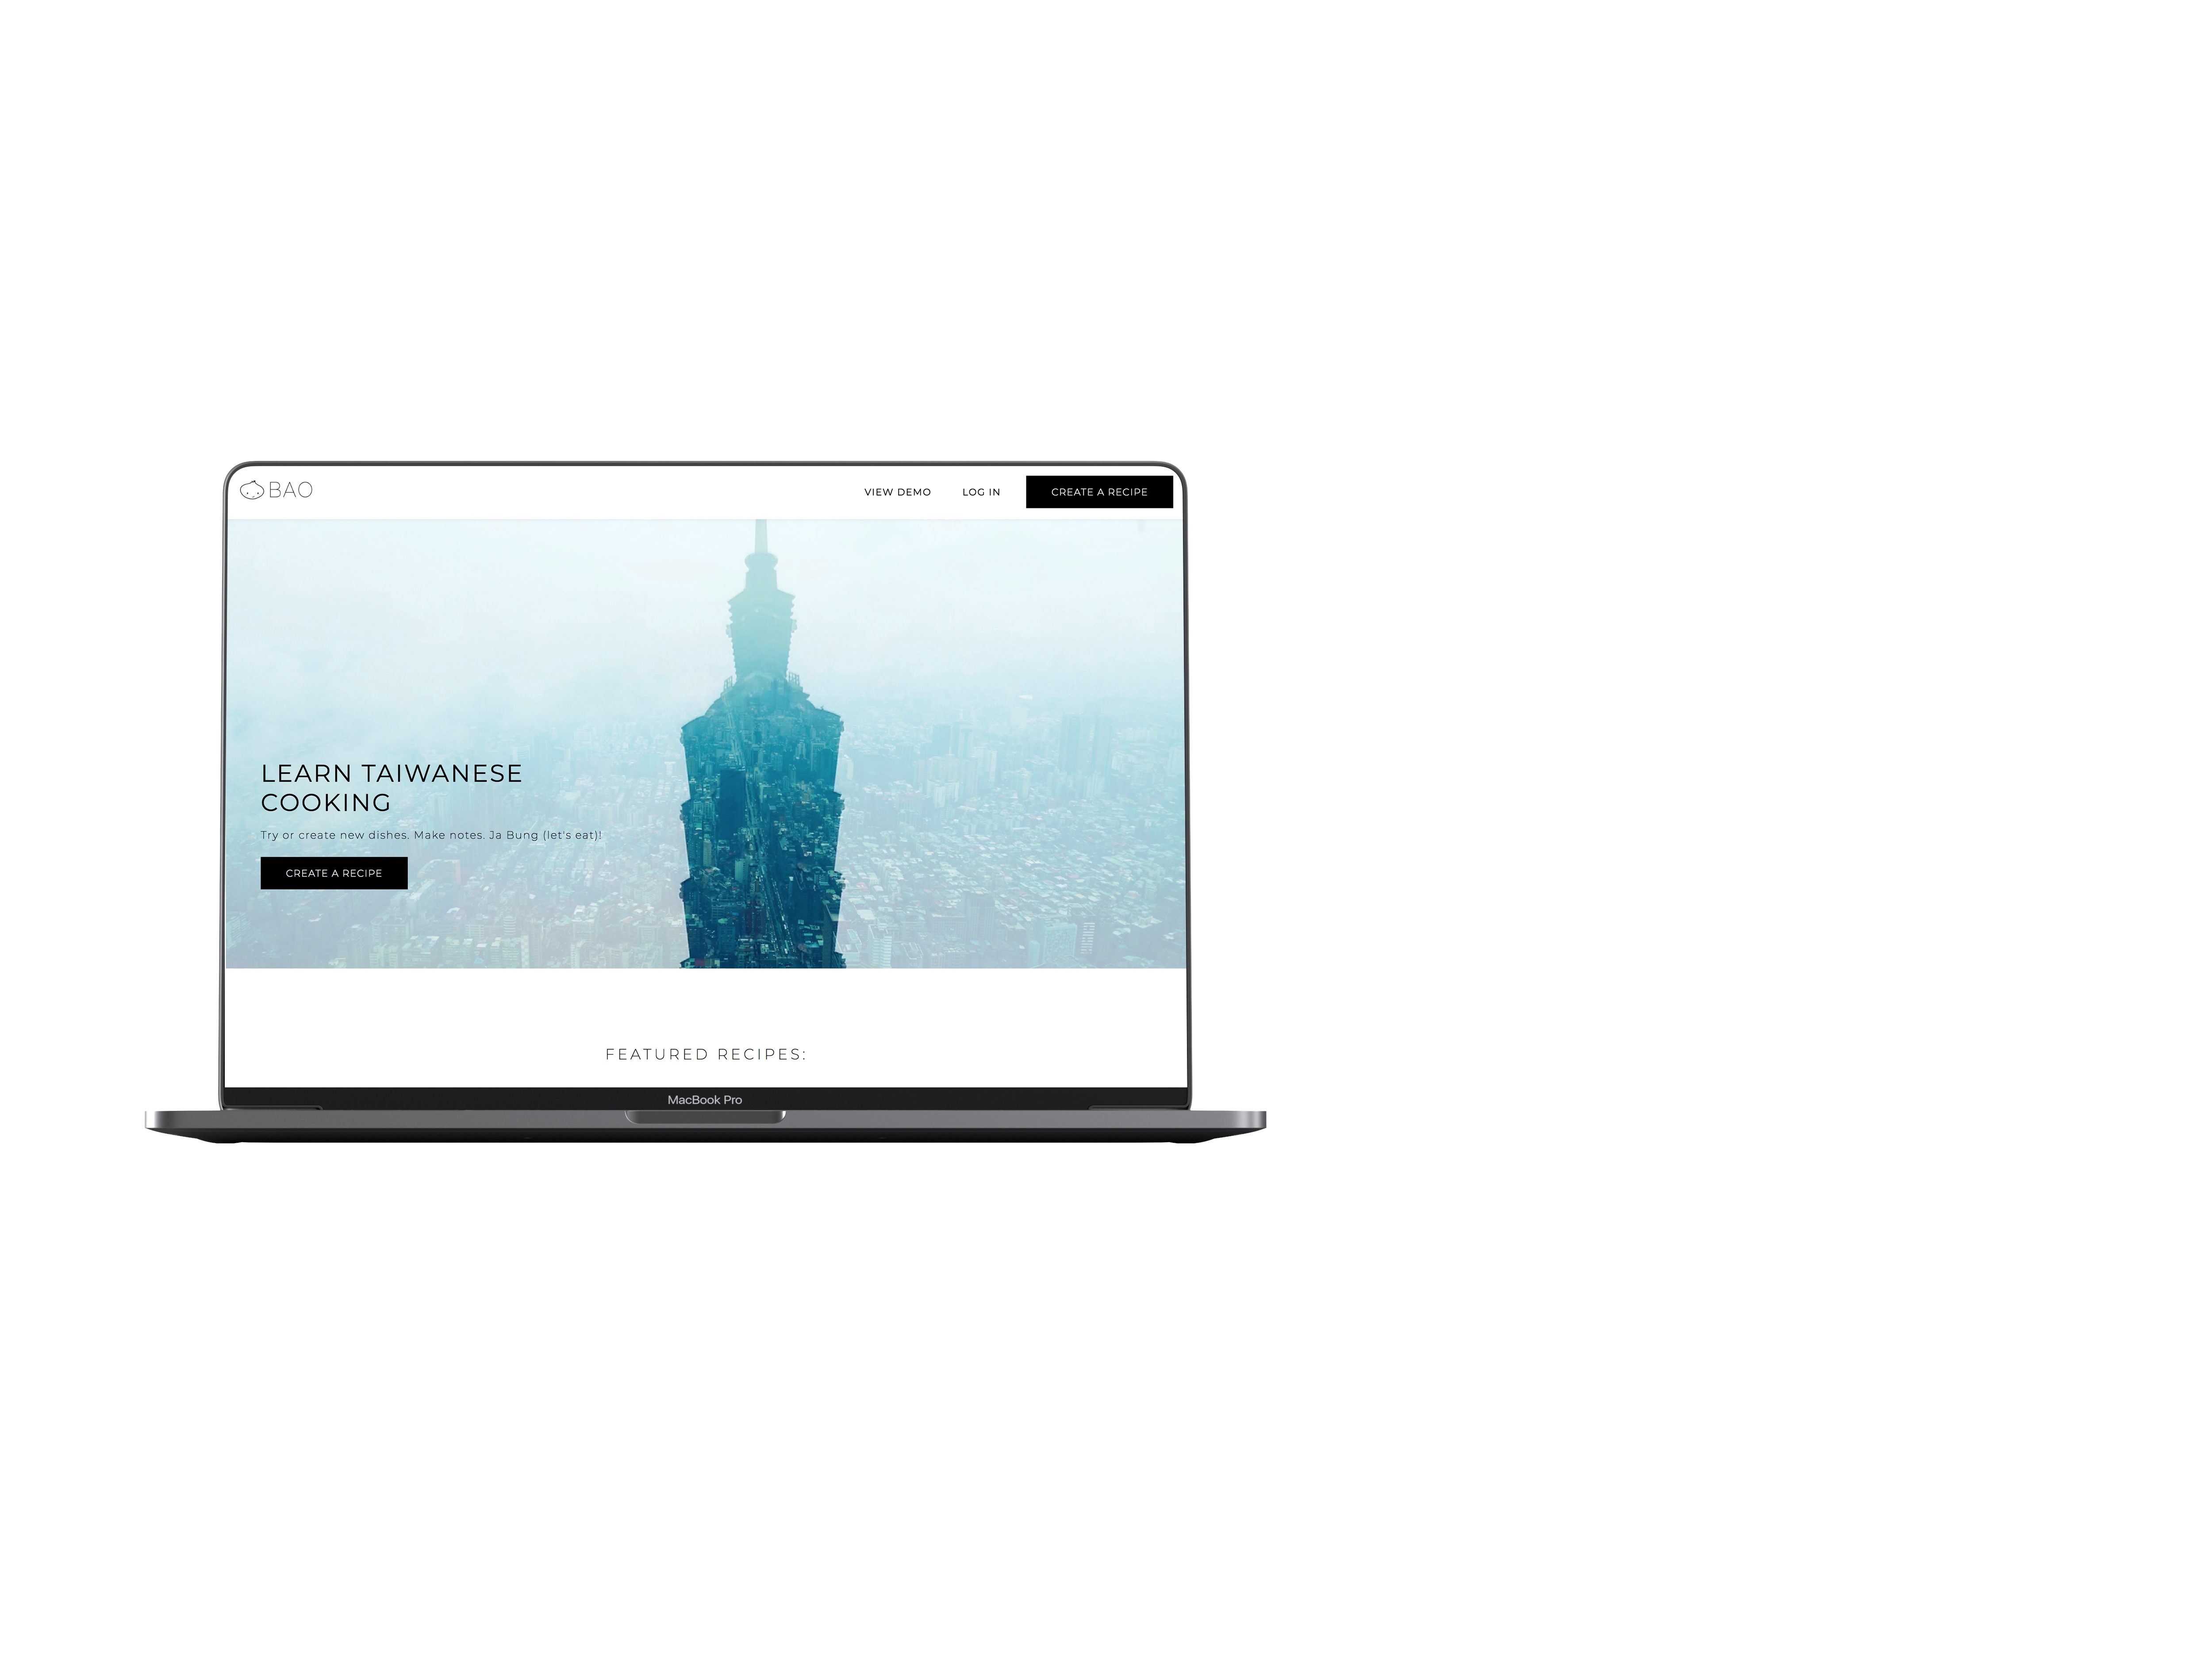 BAO
VIEW DEMO
LOG IN
CREATE A RECIPE
LEARN TAIWANESE
COOKING
Try or create new dishes. Make notes. Ja Bung (let's eat)!
CREATE A RECIPE
FEATURED RECIPES:
MacBook Pro